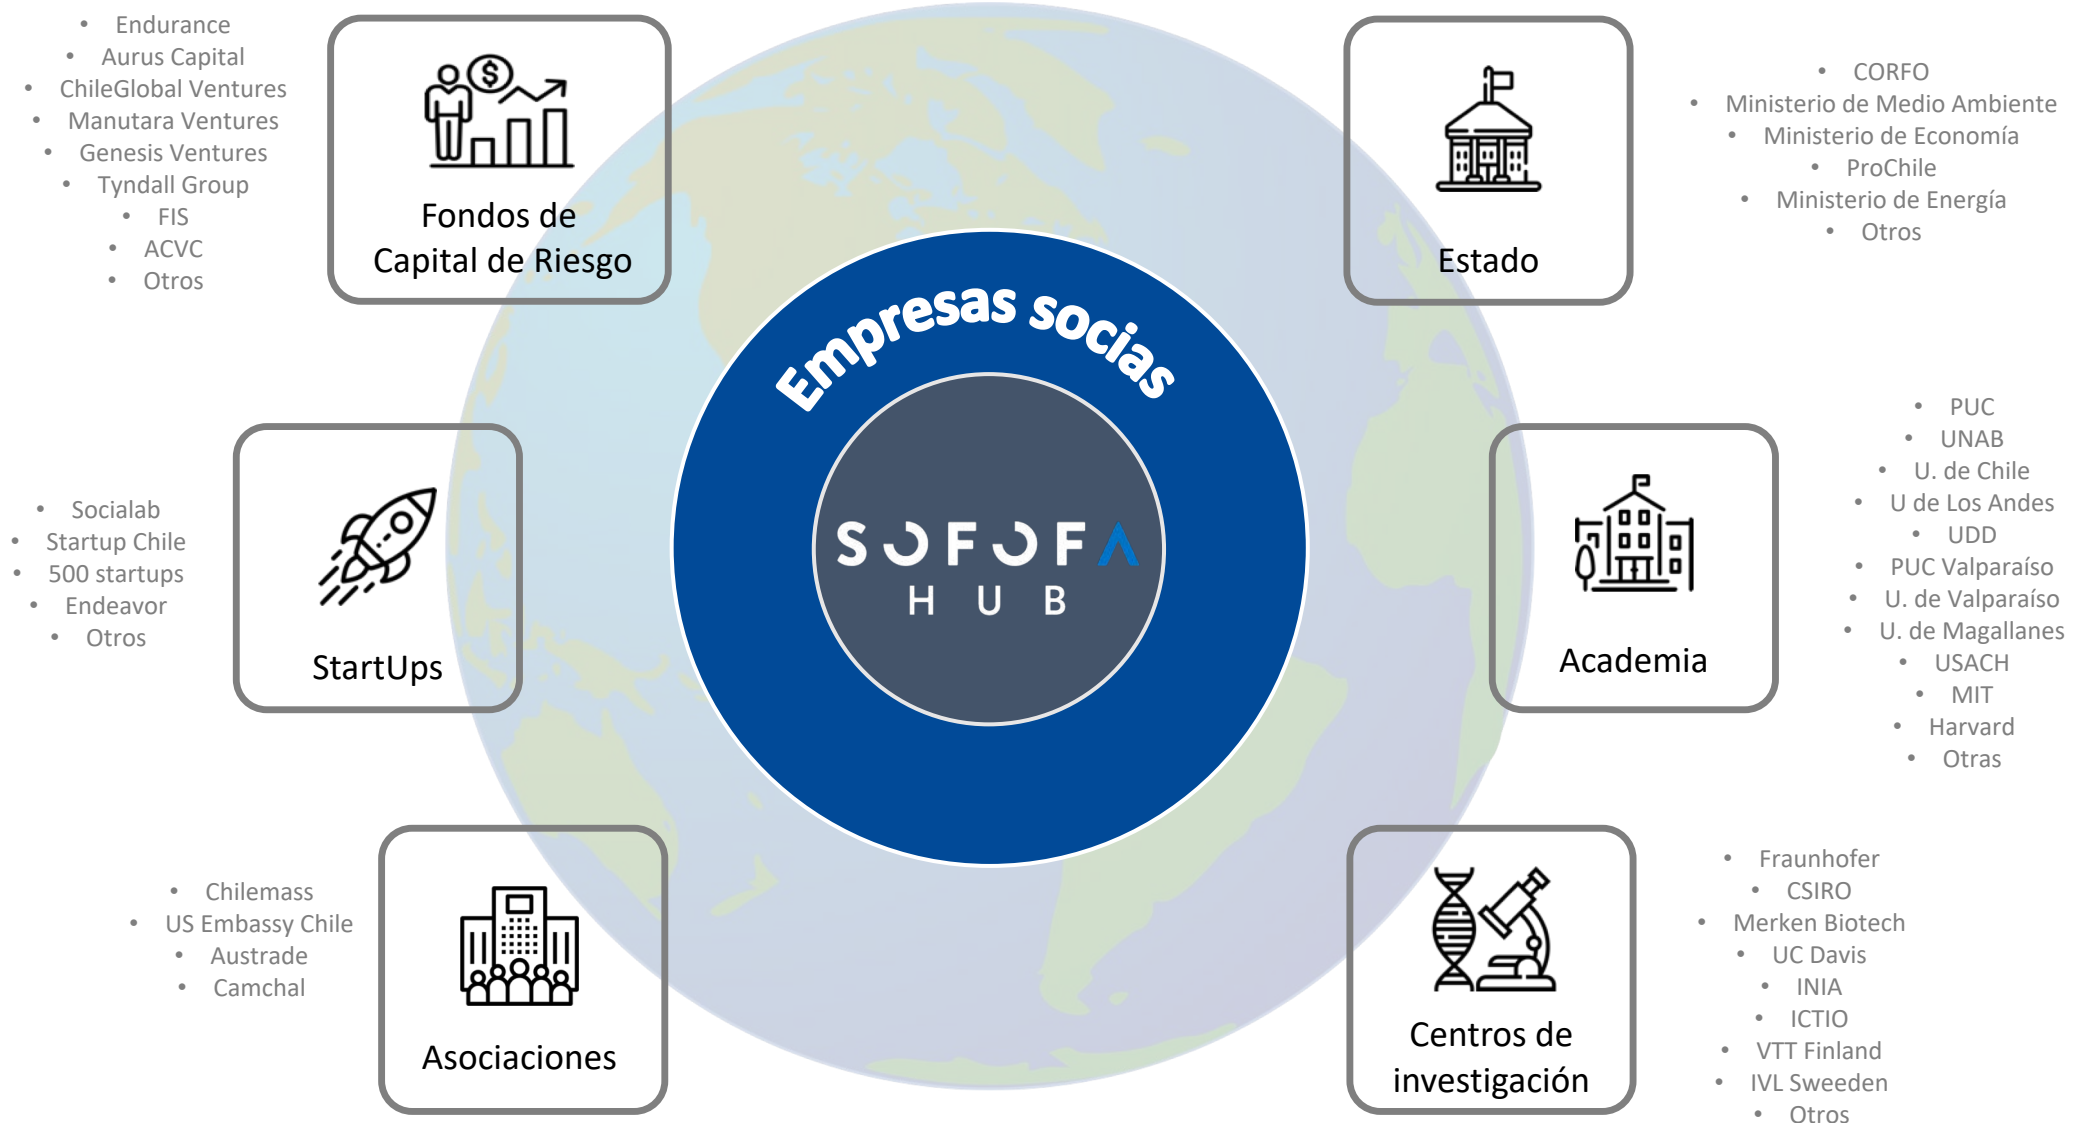 Endurance
Aurus Capital
ChileGlobal Ventures
Manutara Ventures
Genesis Ventures
Tyndall Group
FIS
ACVC
Otros
Fondos de
Capital de Riesgo
Estado
CORFO
Ministerio de Medio Ambiente
Ministerio de Economía
ProChile
Ministerio de Energía
Otros
Empresas socias
SOFOFA
HUB
Socialab
Startup Chile
500 startups
Endeavor
Otros
StartUps
Academia
PUC
UNAB
U. de Chile
U de Los Andes
UDD
PUC Valparaíso
U. de Valparaíso
U. de Magallanes
USACH
MIT
Harvard
Otras
Chilemass
US Embassy Chile
Austrade
Camchal
Asociaciones
Centros de
investigación
Fraunhofer
CSIRO
Merken Biotech
UC Davis
INIA
ICTIO
VTT Finland
IVL Sweeden
Otros